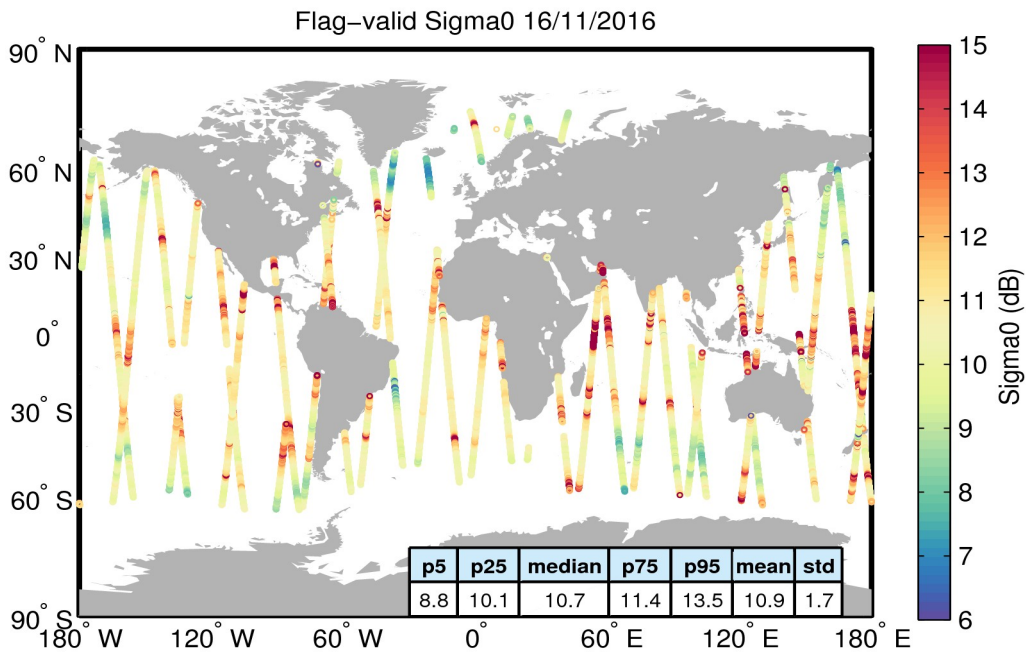 Flag-valid Sigma0 16/11/2016
90° N
60° N
30° N
0°
30° S
60° S
90° S
180° W
120° W
60° W
0°
60° E
120° E
180° E
15
14
13
12
11
10
9
8
7
6
Sigma0 (dB)
p5 p25 median p75 p95 mean std
8.8 10.1 10.7 11.4 13.5 10.9 1.7